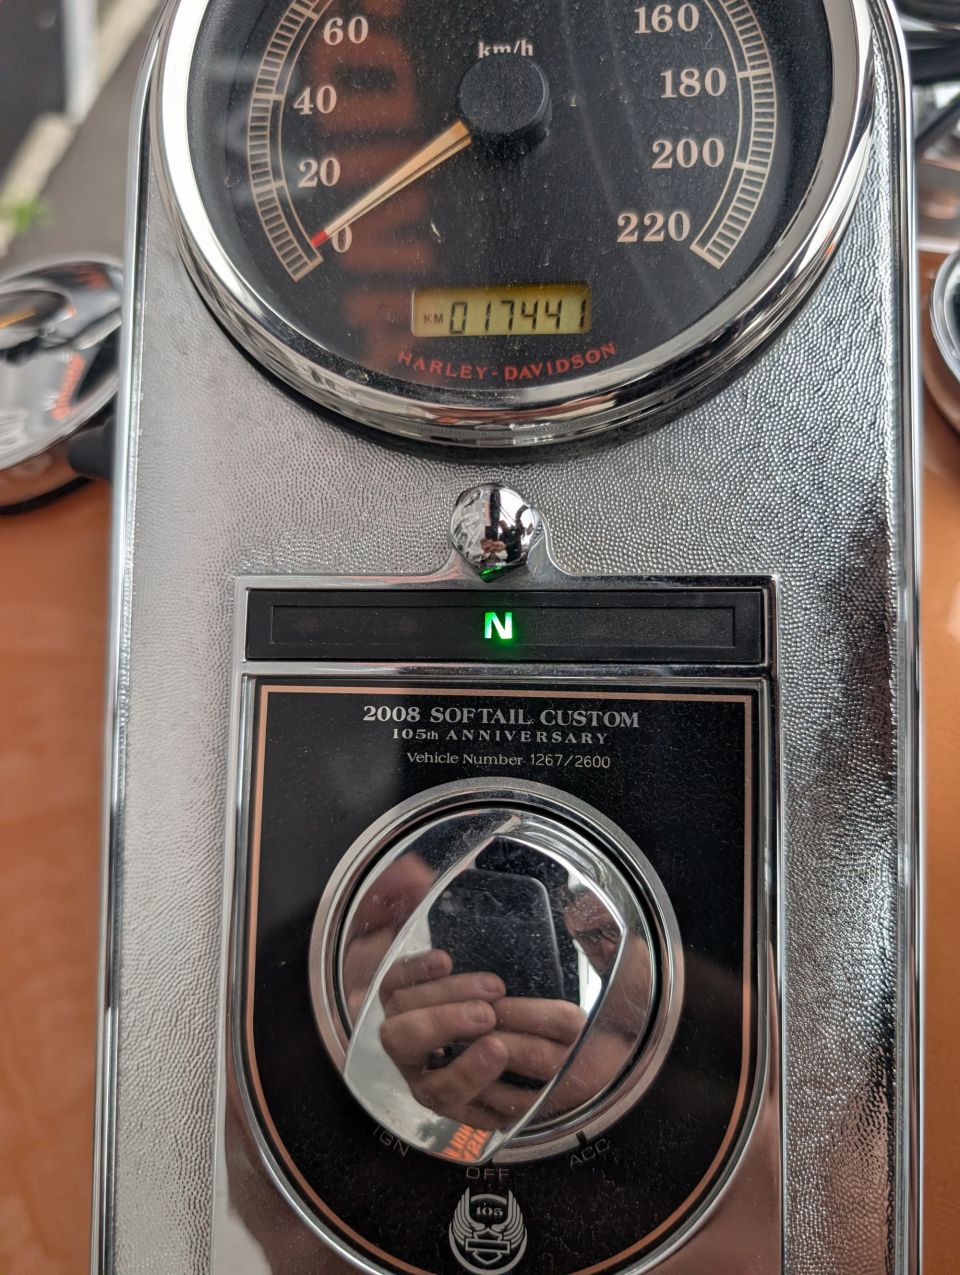 km/h
60
160
40
180
20
200
0
220
KM 017441
HARLEY-DAVIDSON
N
2008 SOFTAIL CUSTOM
105th ANNIVERSARY
Vehicle Number 1267/2600
IGN
OFF
ACC
105